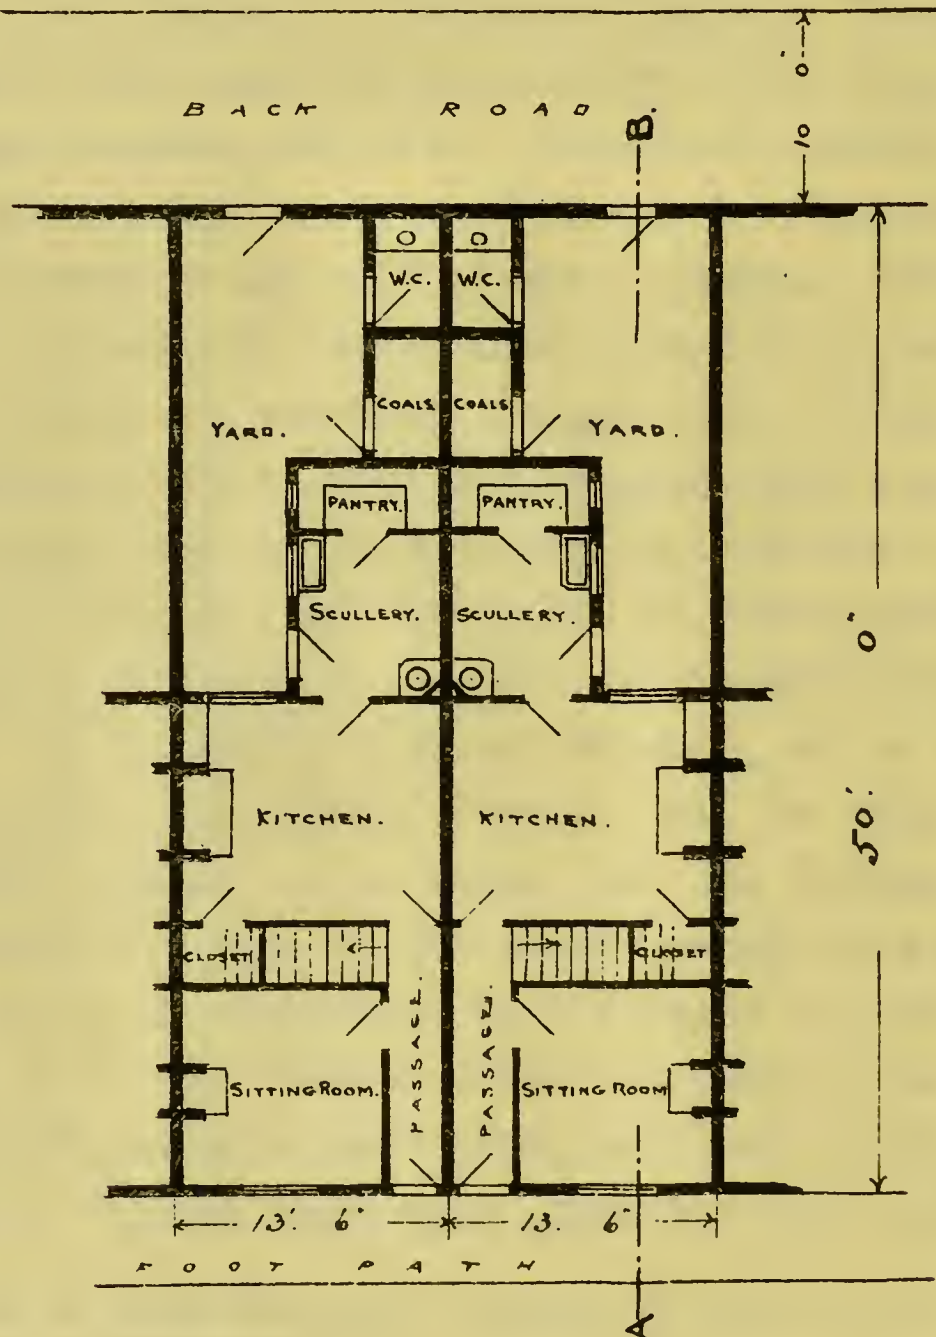 10' 0"
BACK ROAD
B.
W.C. W.C.
COALS COALS
YARD. YARD.
PANTRY. PANTRY.
SCULLERY. SCULLERY.
50'. 0"
KITCHEN. KITCHEN.
CLOSET CLOSET
PASSAGE. PASSAGE.
SITTING ROOM. SITTING ROOM
13'. 6" 13. 6"
FOOT PATH
A